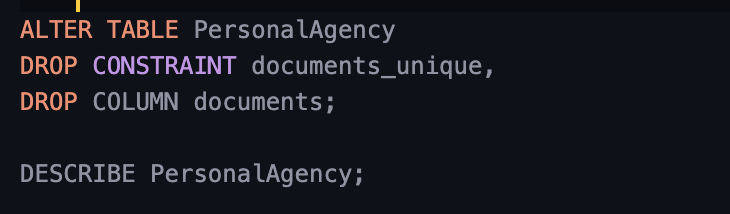 ALTER TABLE PersonalAgency
DROP CONSTRAINT documents_unique,
DROP COLUMN documents;
DESCRIBE PersonalAgency;